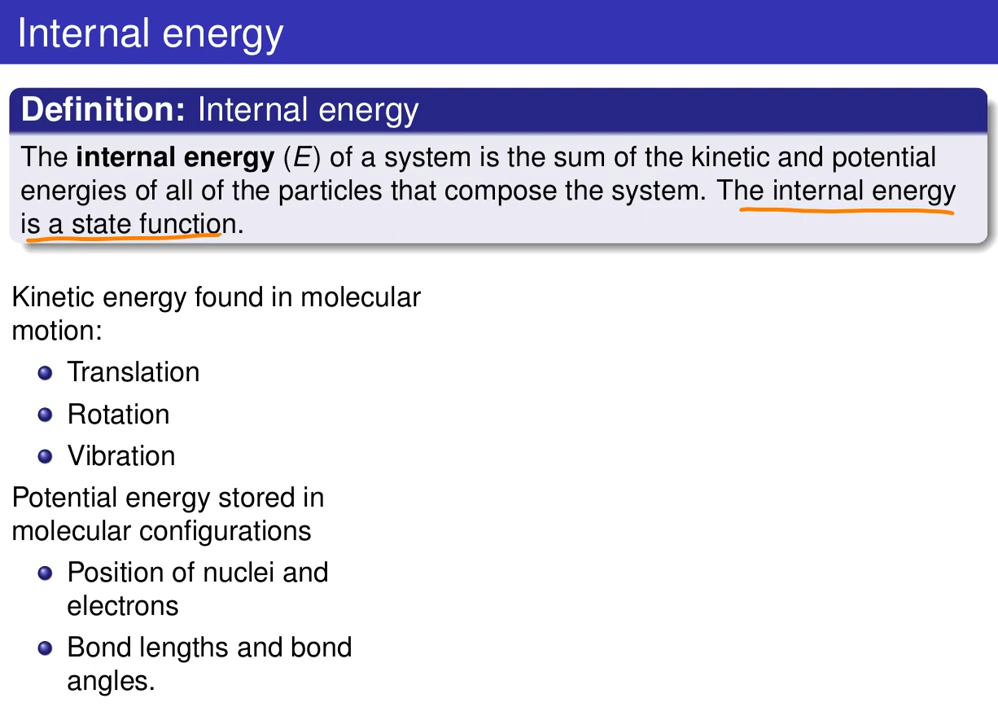 Internal energy
Definition: Internal energy
The internal energy (E) of a system is the sum of the kinetic and potential
energies of all of the particles that compose the system. The internal energy
is a state function.
Kinetic energy found in molecular
motion:
Translation
Rotation
Vibration
Potential energy stored in
molecular configurations
Position of nuclei and
electrons
Bond lengths and bond
angles.